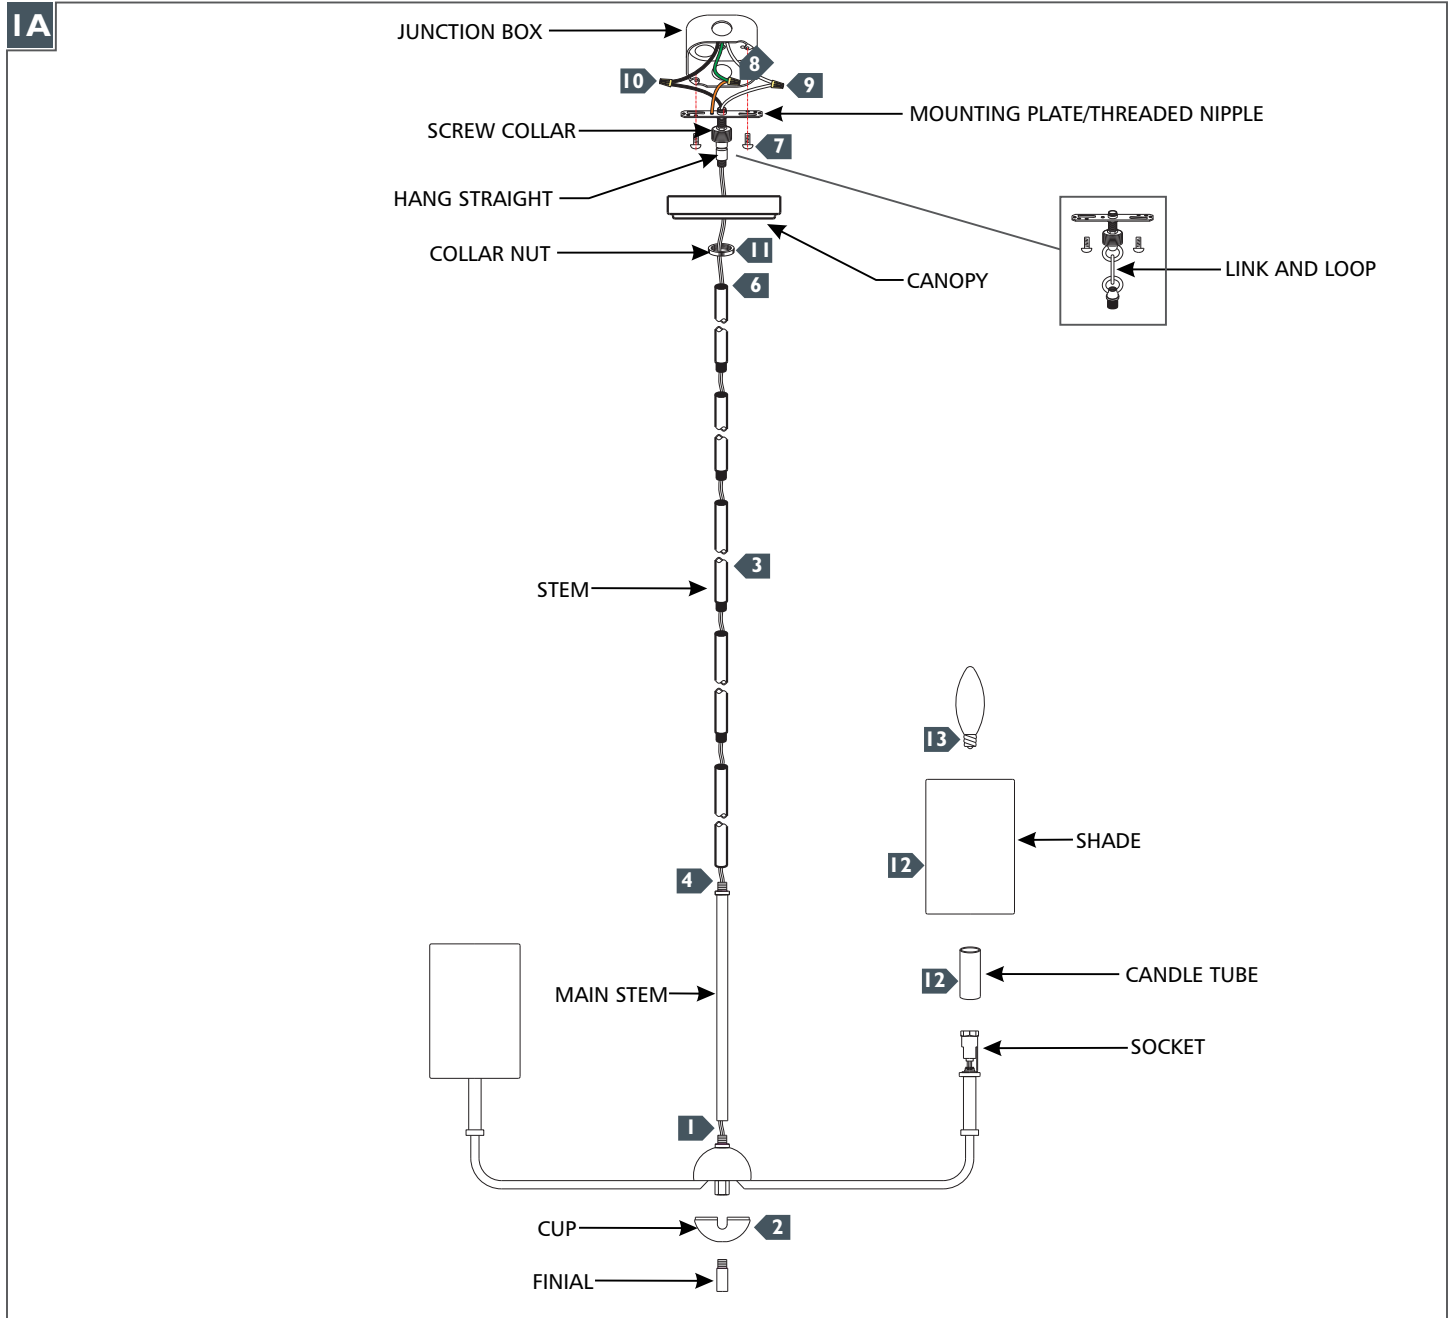 1A
JUNCTION BOX
8
10
9
MOUNTING PLATE/THREADED NIPPLE
SCREW COLLAR
7
HANG STRAIGHT
COLLAR NUT
11
CANOPY
LINK AND LOOP
6
3
STEM
13
SHADE
12
4
CANDLE TUBE
12
MAIN STEM
SOCKET
1
CUP
2
FINIAL